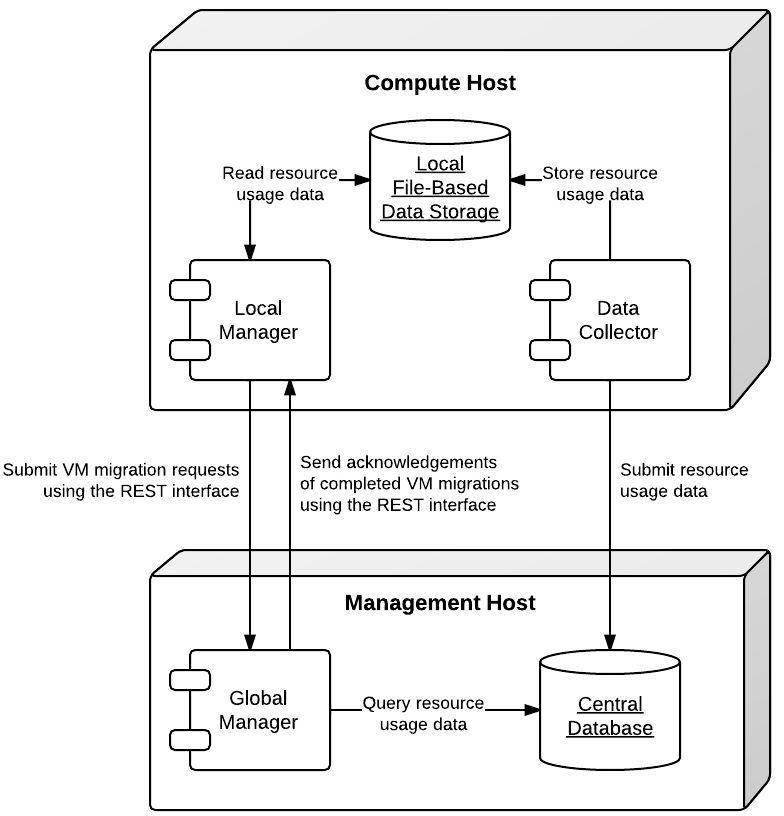 Compute Host
Local
File-Based
Data Storage
Read resource
usage data
Store resource
usage data
Local
Manager
Data
Collector
Submit VM migration requests
using the REST interface
Send acknowledgements
of completed VM migrations
using the REST interface
Submit resource
usage data
Management Host
Global
Manager
Query resource
usage data
Central
Database